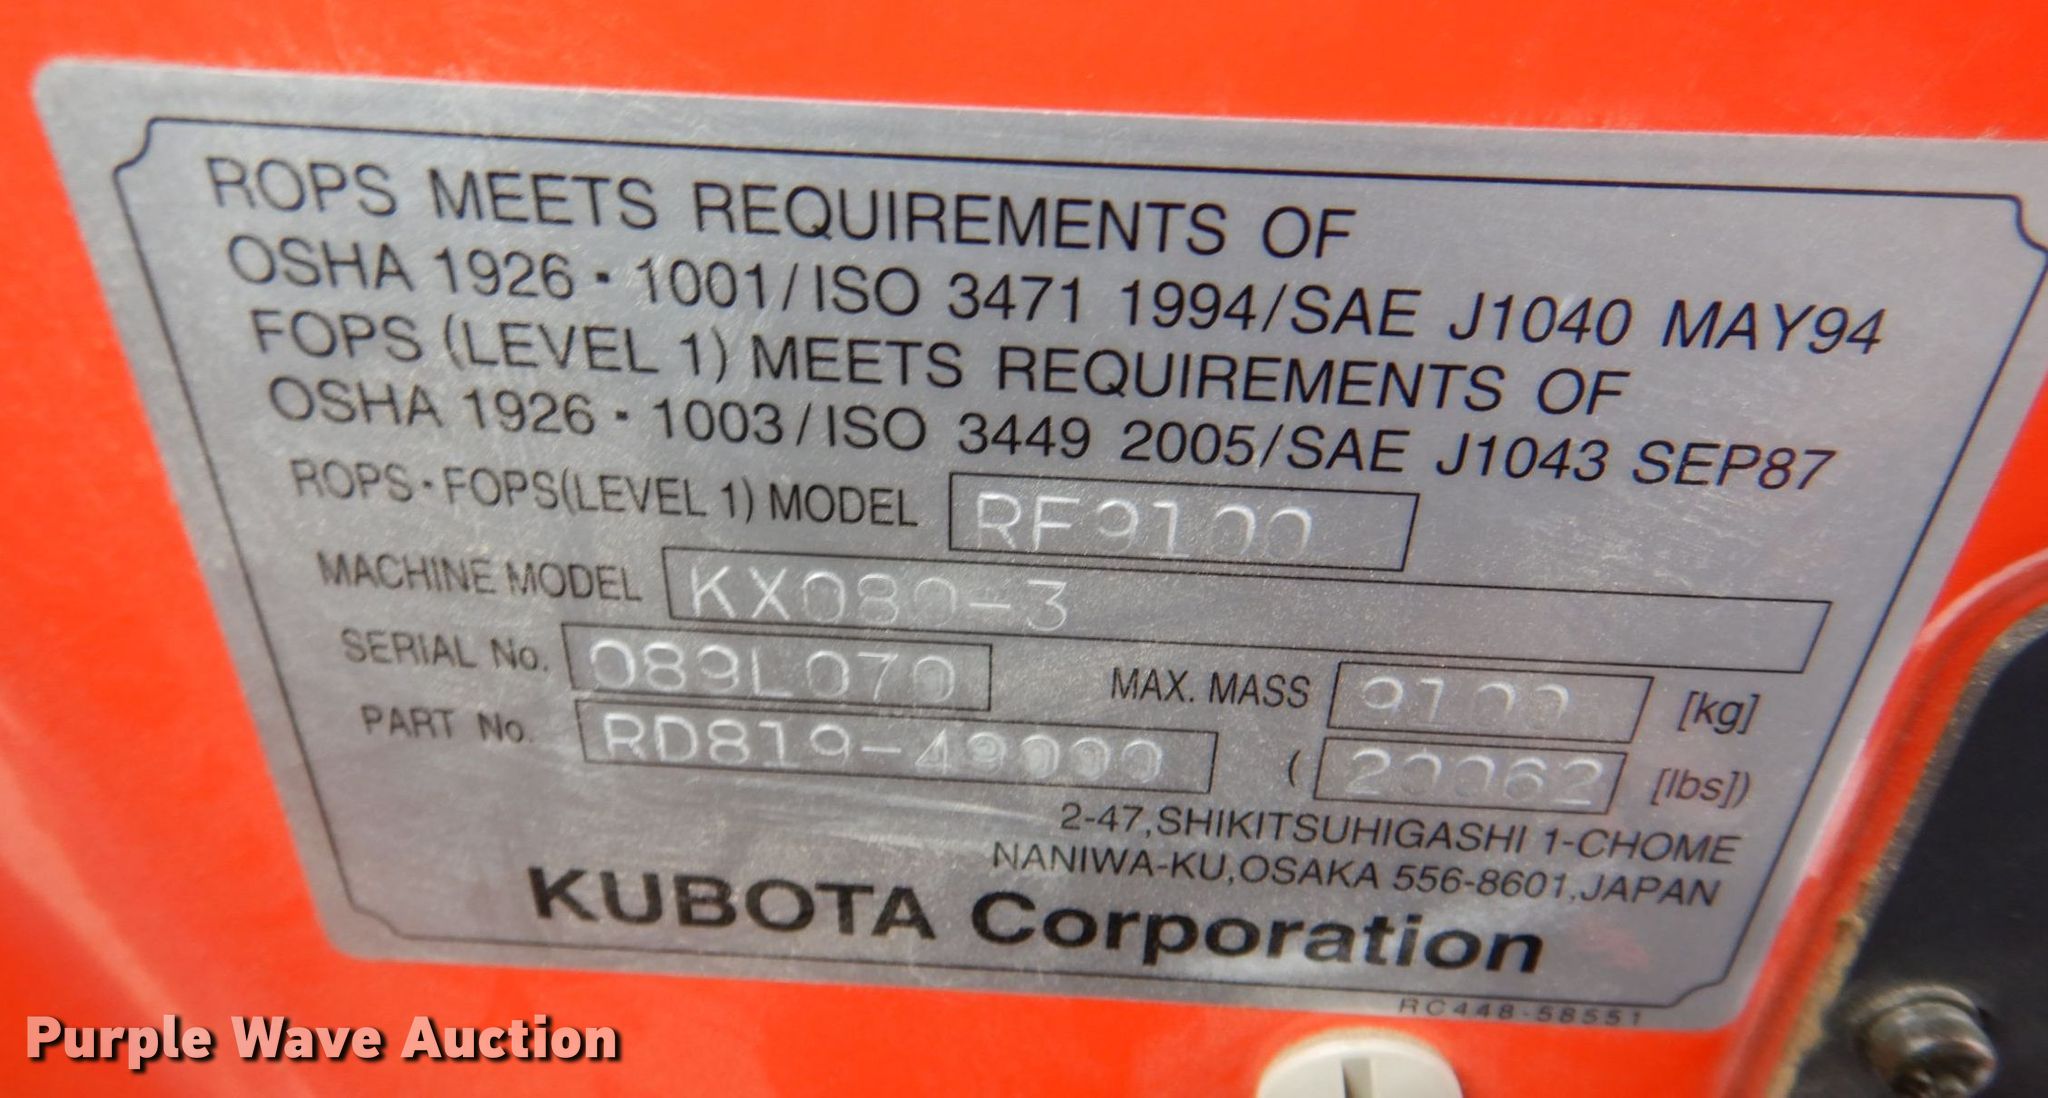 ROPS MEETS REQUIREMENTS OF
OSHA 1926・1001/ISO 3471 1994/SAE J1040 MAY94
FOPS (LEVEL 1) MEETS REQUIREMENTS OF
OSHA 1926・1003/ISO 3449 2005/SAE J1043 SEP87
ROPS・FOPS(LEVEL 1) MODEL RF9100
MACHINE MODEL KX080-3
SERIAL No. 089L070
MAX. MASS 9100 [kg]
PART No. RD819-49000
( 20062 [lbs])
2-47,SHIKITSUHIGASHI 1-CHOME
NANIWA-KU,OSAKA 556-8601,JAPAN
KUBOTA Corporation
RC448-58551
Purple Wave Auction